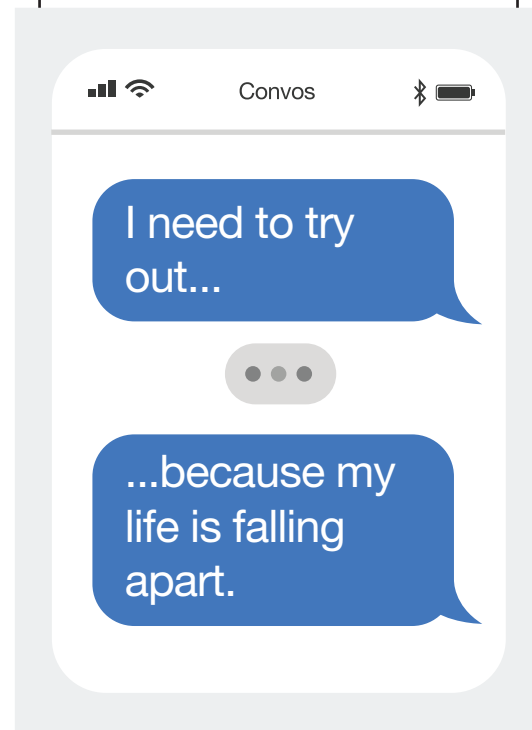 Convos
I need to try
out...
...because my
life is falling
apart.